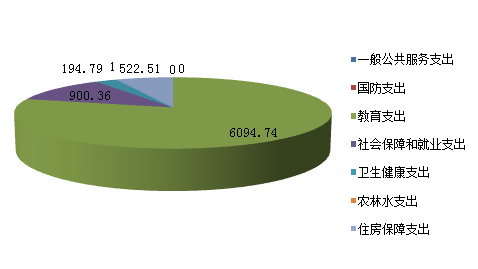 194.79
1
522.51
0
0
900.36
6094.74
一般公共服务支出
国防支出
教育支出
社会保障和就业支出
卫生健康支出
农林水支出
住房保障支出